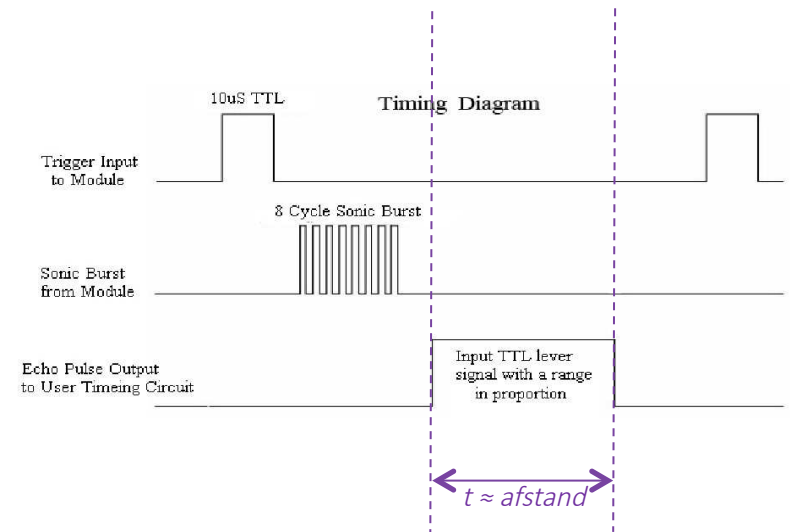 10uS TTL
Timing Diagram
Trigger Input
to Module
8 Cycle Sonic Burst
Sonic Burst
from Module
Echo Pulse Output
to User Timeing Circuit
Input TTL lever
signal with a range
in proportion
t ≈ afstand